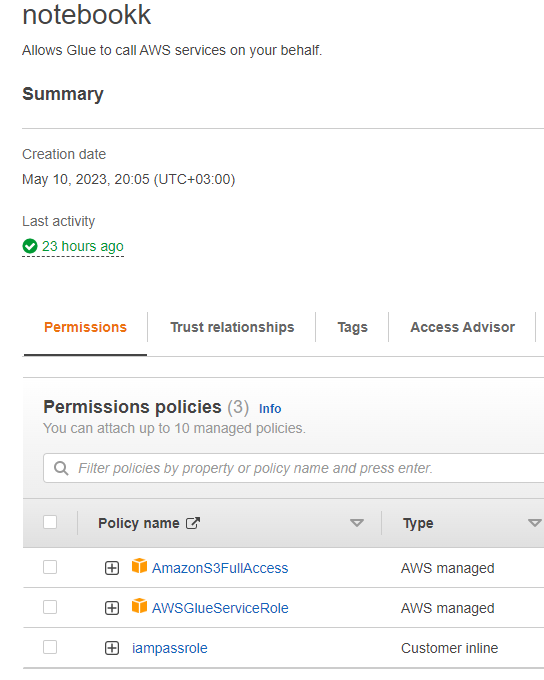 notebookk
Allows Glue to call AWS services on your behalf.
Summary
Creation date
May 10, 2023, 20:05 (UTC+03:00)
Last activity
23 hours ago
Permissions Trust relationships Tags Access Advisor
Permissions policies (3) Info
You can attach up to 10 managed policies.
Filter policies by property or policy name and press enter.
Policy name Type
AmazonS3FullAccess AWS managed
AWSGlueServiceRole AWS managed
iampassrole Customer inline